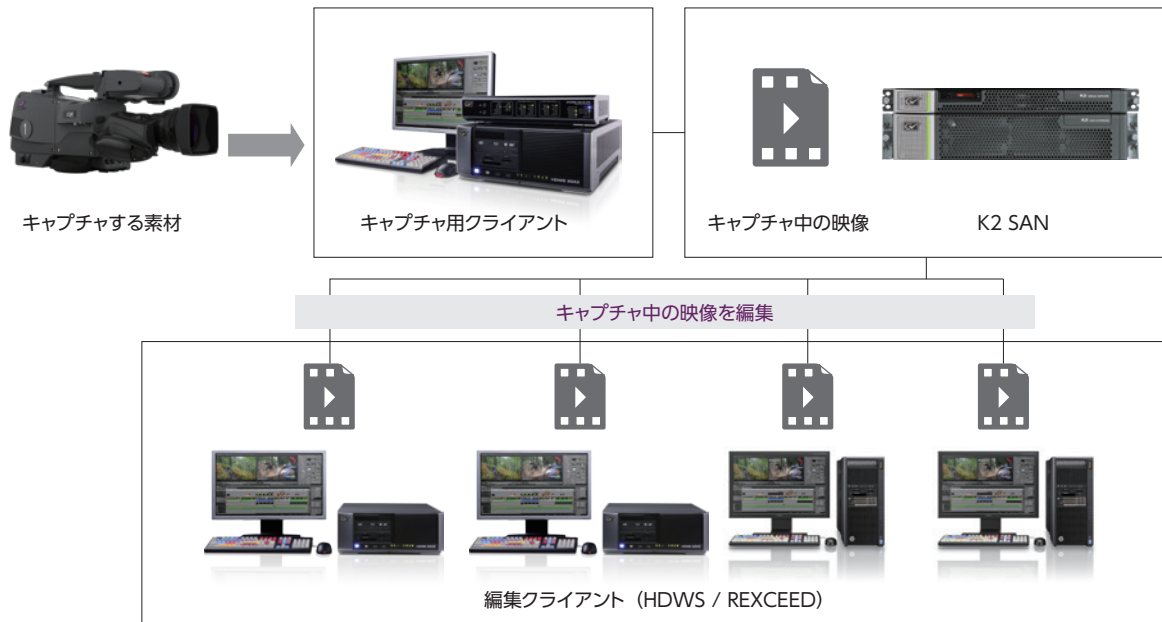 キャプチャする素材
キャプチャ用クライアント
キャプチャ中の映像
K2 SAN
キャプチャ中の映像を編集
編集クライアント（HDWS / REXCEED）